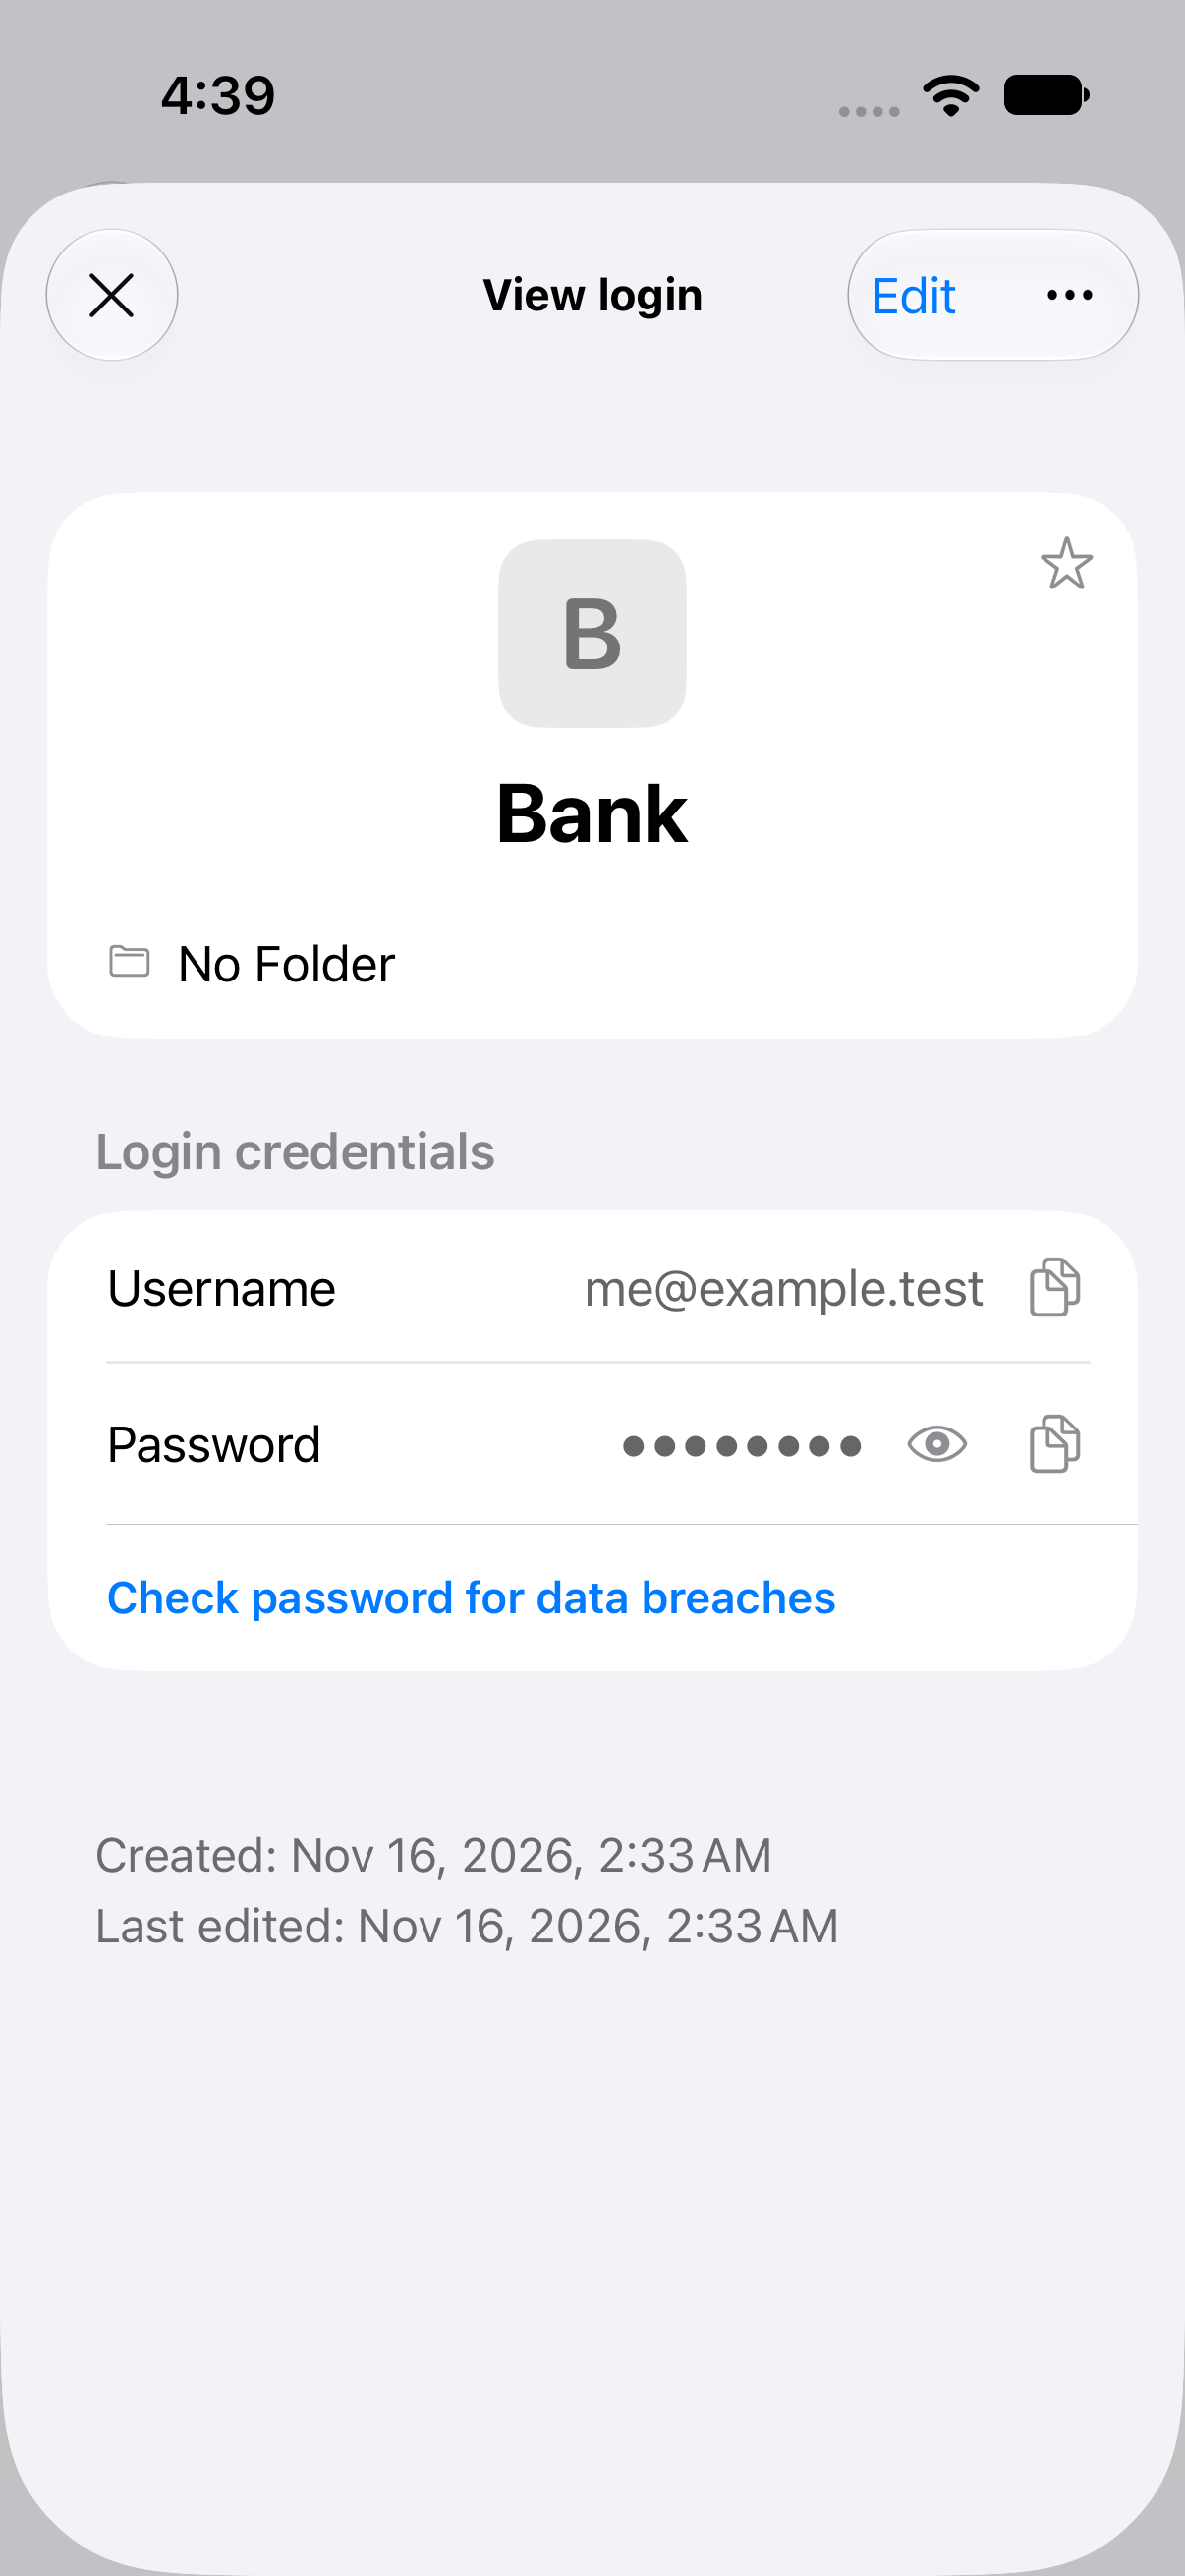 4:39
View login
Edit
B
Bank
No Folder
Login credentials
Username me@example.test
Password ••••••••
Check password for data breaches
Created: Nov 16, 2026, 2:33 AM
Last edited: Nov 16, 2026, 2:33 AM